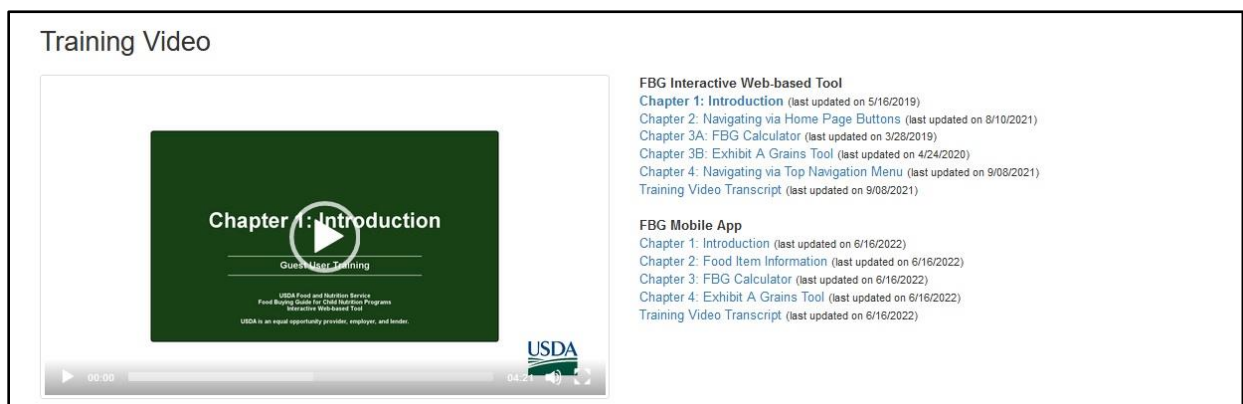 Training Video
Chapter 1: Introduction
Guest User Training
USDA Food and Nutrition Service
Food Buying Guide for Child Nutrition Programs
Interactive Web-based Tool
USDA is an equal opportunity provider, employer, and lender.
USDA
00:00
04:21
FBG Interactive Web-based Tool
Chapter 1: Introduction (last updated on 5/16/2019)
Chapter 2: Navigating via Home Page Buttons (last updated on 8/10/2021)
Chapter 3A: FBG Calculator (last updated on 3/28/2019)
Chapter 3B: Exhibit A Grains Tool (last updated on 4/24/2020)
Chapter 4: Navigating via Top Navigation Menu (last updated on 9/08/2021)
Training Video Transcript (last updated on 9/08/2021)
FBG Mobile App
Chapter 1: Introduction (last updated on 6/16/2022)
Chapter 2: Food Item Information (last updated on 6/16/2022)
Chapter 3: FBG Calculator (last updated on 6/16/2022)
Chapter 4: Exhibit A Grains Tool (last updated on 6/16/2022)
Training Video Transcript (last updated on 6/16/2022)